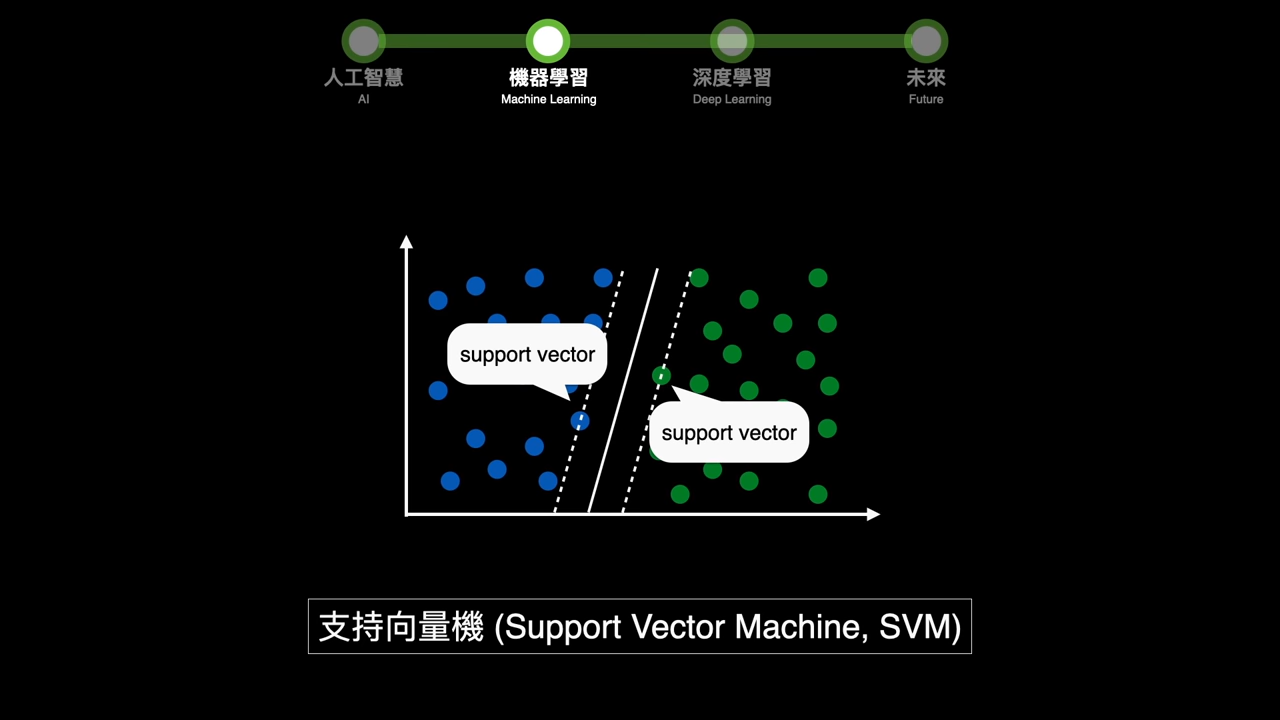 人工智慧
AI
機器學習
Machine Learning
深度學習
Deep Learning
未來
Future
support vector
support vector
支持向量機 (Support Vector Machine, SVM)